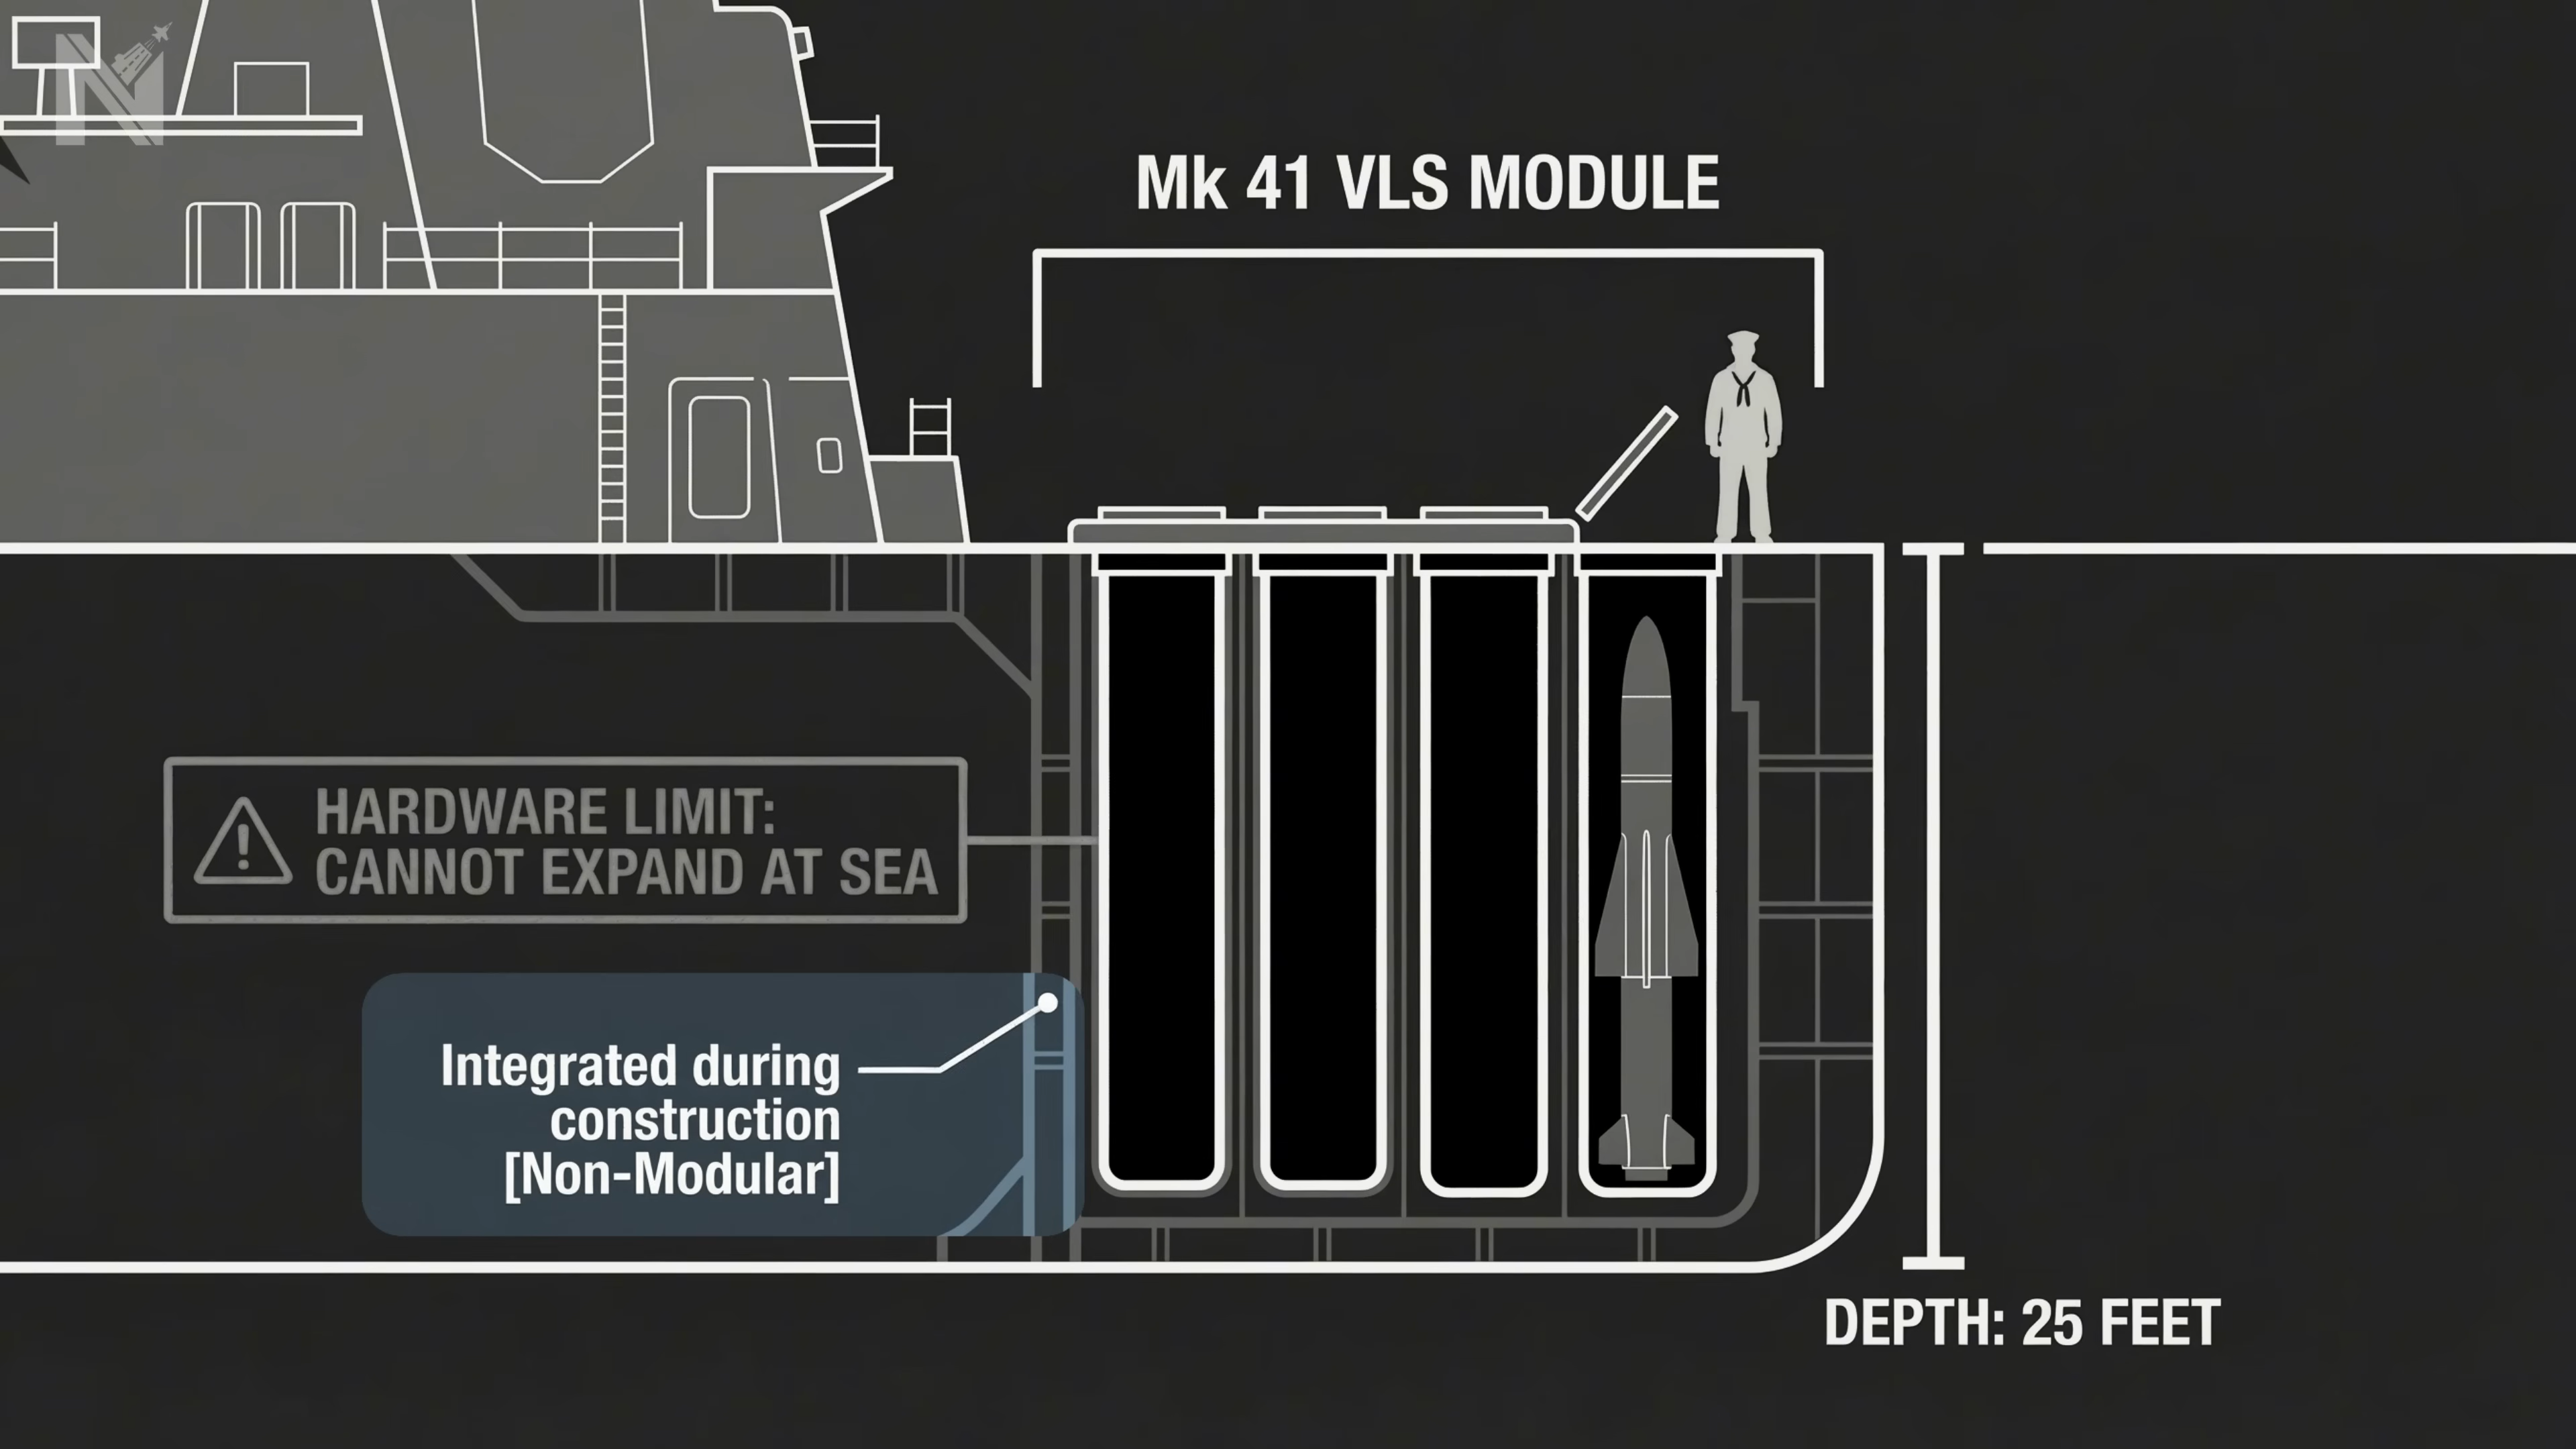 Mk 41 VLS MODULE
HARDWARE LIMIT:
CANNOT EXPAND AT SEA
Integrated during
construction
[Non-Modular]
DEPTH: 25 FEET